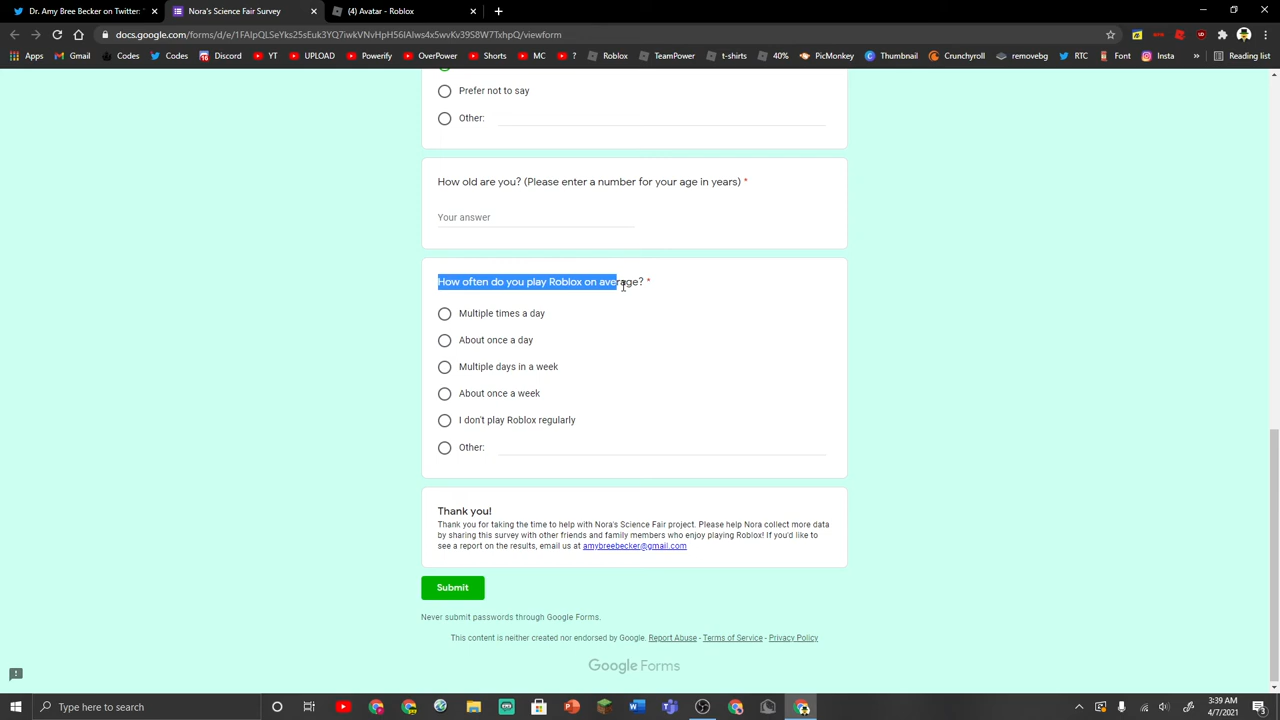 Dr. Amy Bree Becker on Twitter:
Nora's Science Fair Survey
(4) Avatar - Roblox
docs.google.com/forms/d/e/1FAIpQLSeYks25sEuk3YQ7iwkVNvHpH56IAlws4x5wvKv39S8W7TxhpQ/viewform
Apps Gmail Colab Codes Discord YT UPLOAD Powerify OverPower Shorts MC ? Roblox TeamPower t-shirts 40% PicMonkey Thumbnail Crunchyroll removebg RTC Font Insta » Reading list
Prefer not to say
Other:
How old are you? (Please enter a number for your age in years) *
Your answer
How often do you play Roblox on average? *
Multiple times a day
About once a day
Multiple days in a week
About once a week
I don't play Roblox regularly
Other:
Thank you!
Thank you for taking the time to help with Nora's Science Fair project. Please help Nora collect more data
by sharing this survey with other friends and family members who enjoy playing Roblox! If you'd like to
see a report on the results, email us at amybreebecker@gmail.com
Submit
Never submit passwords through Google Forms.
This content is neither created nor endorsed by Google. Report Abuse - Terms of Service - Privacy Policy
Google Forms
Type here to search
3:39 AM
4/7/2021